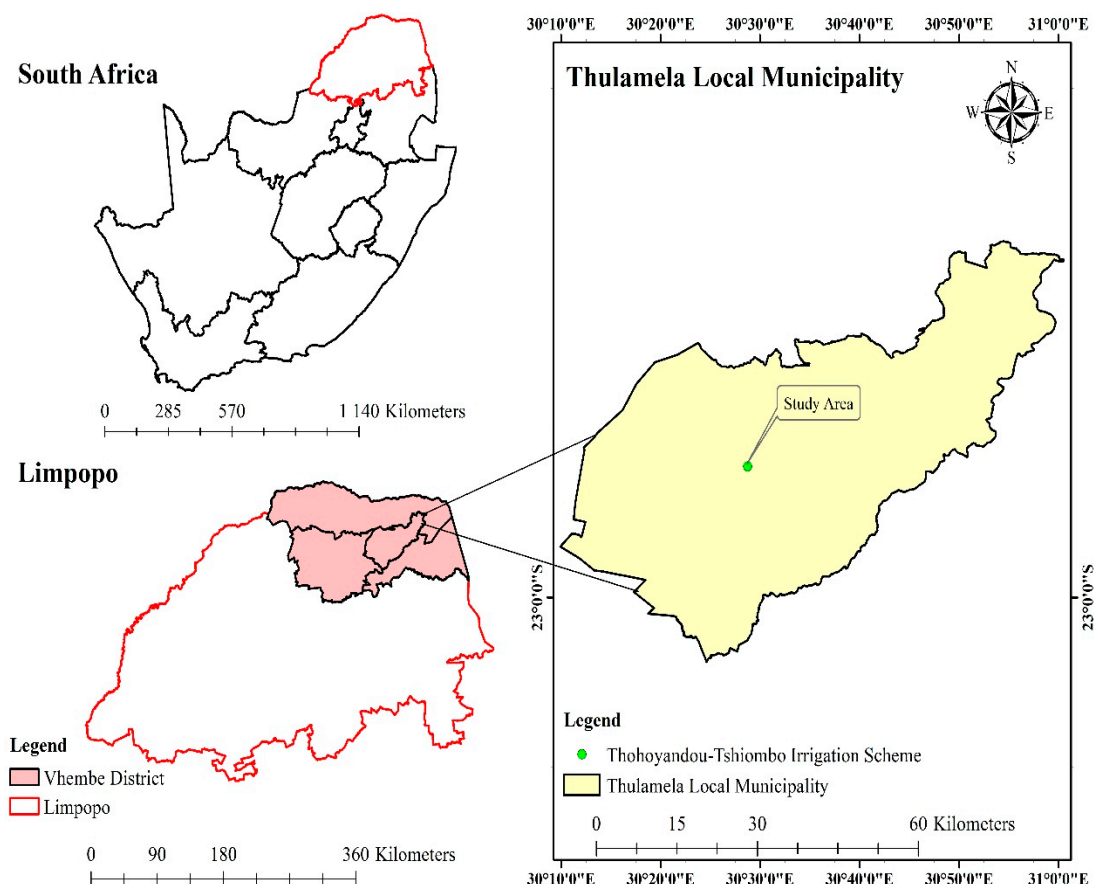 South Africa
0 285 570 1 140 Kilometers
Limpopo
Legend
Vhembe District
Limpopo
0 90 180 360 Kilometers
30°10'0"E 30°20'0"E 30°30'0"E 30°40'0"E 30°50'0"E 31°0'0"E
Thulamela Local Municipality
N
W E
S
Study Area
23°0'0"S 23°0'0"S
Legend
Thohoyandou-Tshiombo Irrigation Scheme
Thulamela Local Municipality
0 15 30 60 Kilometers
30°10'0"E 30°20'0"E 30°30'0"E 30°40'0"E 30°50'0"E 31°0'0"E